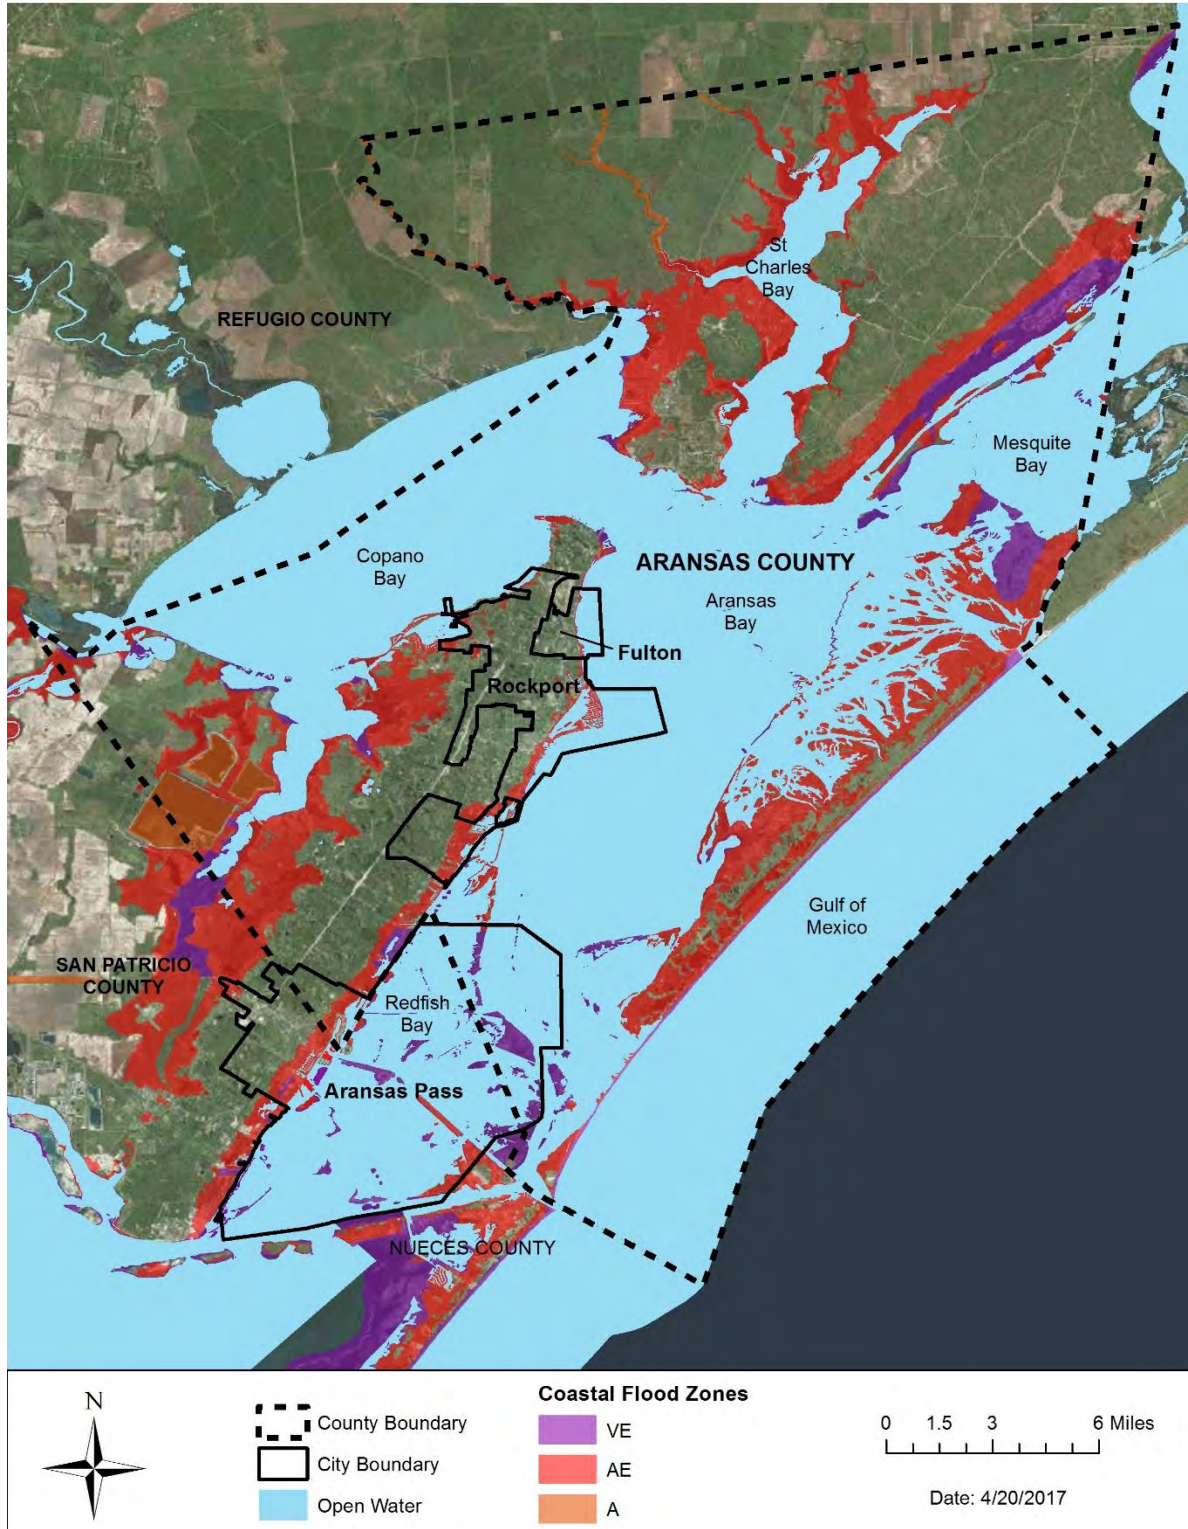 St
Charles
Bay
REFUGIO COUNTY
Mesquite
Bay
Copano
Bay
ARANSAS COUNTY
Aransas
Bay
Fulton
Rockport
Gulf of
Mexico
SAN PATRICIO
COUNTY
Redfish
Bay
Aransas Pass
NUECES COUNTY
N
County Boundary
City Boundary
Open Water
Coastal Flood Zones
VE
AE
A
0 1.5 3 6 Miles
Date: 4/20/2017